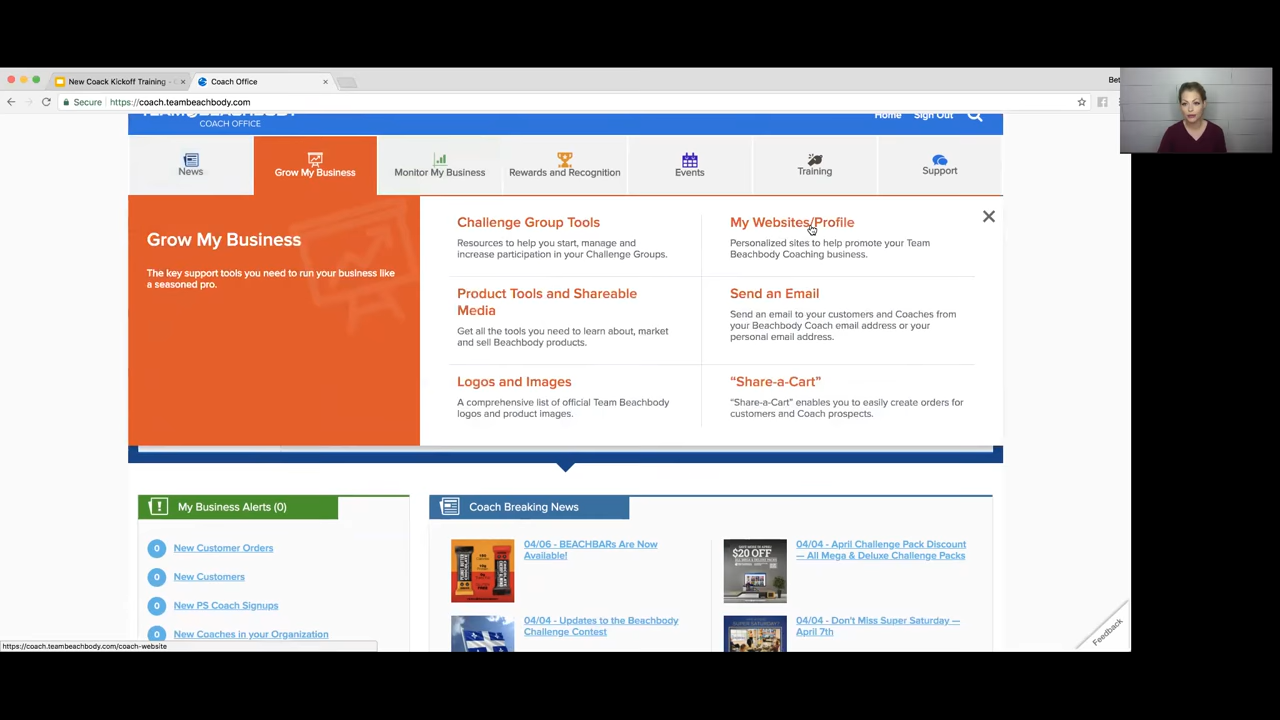 New Coack Kickoff Training -
Coach Office
Bet
Secure
https://coach.teambeachbody.com
TEAM BEACHBODY
COACH OFFICE
Home
Sign Out
News
Grow My Business
Monitor My Business
Rewards and Recognition
Events
Training
Support
Grow My Business
The key support tools you need to run your business like
a seasoned pro.
Challenge Group Tools
Resources to help you start, manage and
increase participation in your Challenge Groups.
My Websites/Profile
Personalized sites to help promote your Team
Beachbody Coaching business.
Product Tools and Shareable
Media
Get all the tools you need to learn about, market
and sell Beachbody products.
Send an Email
Send an email to your customers and Coaches from
your Beachbody Coach email address or your
personal email address.
Logos and Images
A comprehensive list of official Team Beachbody
logos and product images.
“Share-a-Cart”
“Share-a-Cart” enables you to easily create orders for
customers and Coach prospects.
My Business Alerts (0)
0 New Customer Orders
0 New Customers
0 New PS Coach Signups
0 New Coaches in your Organization
Coach Breaking News
04/06 - BEACHBARs Are Now
Available!
04/04 - April Challenge Pack Discount
— All Mega & Deluxe Challenge Packs
$20 OFF
04/04 - Updates to the Beachbody
Challenge Contest
04/04 - Don't Miss Super Saturday —
April 7th
Feedback
https://coach.teambeachbody.com/coach-website